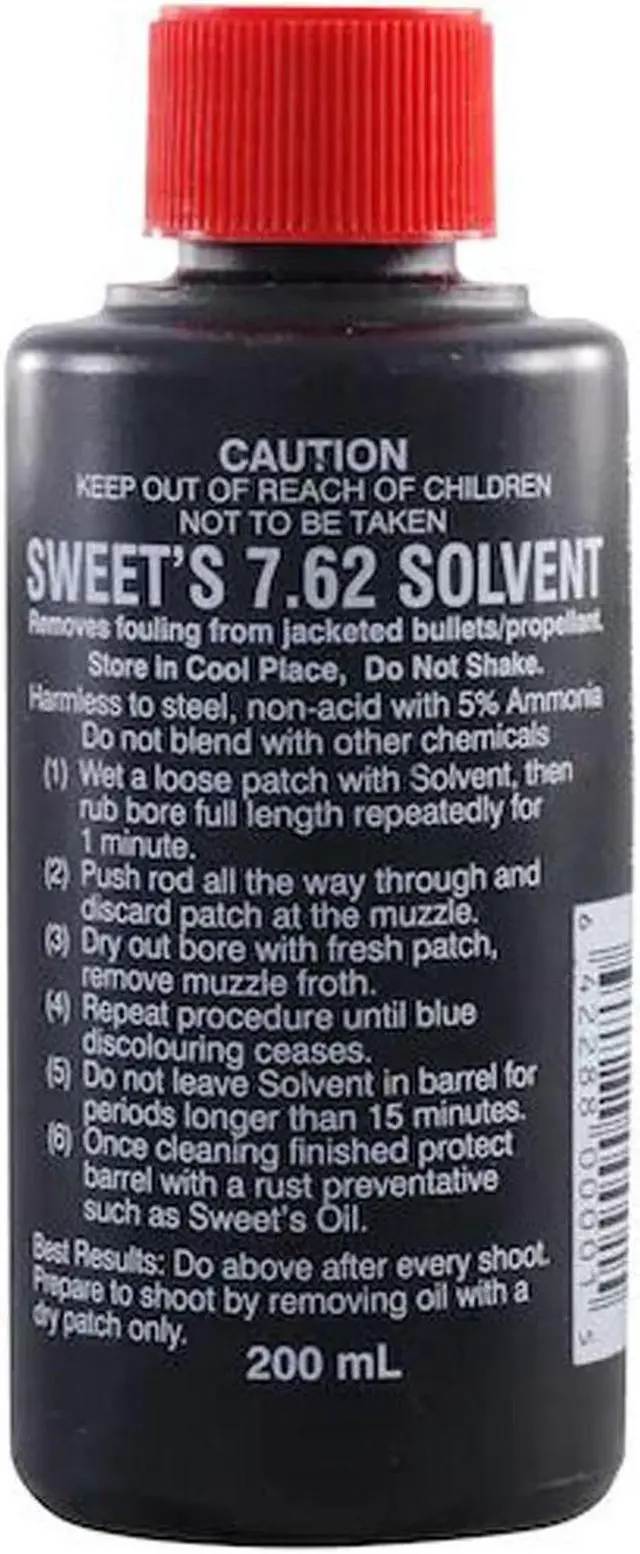 CAUTION
KEEP OUT OF REACH OF CHILDREN
NOT TO BE TAKEN
SWEET'S 7.62 SOLVENT
Removes fouling from jacketed bullets/propellant.
Store in Cool Place, Do Not Shake.
Harmless to steel, non-acid with 5% Ammonia
Do not blend with other chemicals
(1) Wet a loose patch with Solvent, then
rub bore full length repeatedly for
1 minute.
(2) Push rod all the way through and
discard patch at the muzzle.
(3) Dry out bore with fresh patch,
remove muzzle froth.
(4) Repeat procedure until blue
discolouring ceases.
(5) Do not leave Solvent in barrel for
periods longer than 15 minutes.
(6) Once cleaning finished protect
barrel with a rust preventative
such as Sweet's Oil.
Best Results: Do above after every shoot.
Prepare to shoot by removing oil with a
dry patch only.
200 mL
6 42288 00001 5